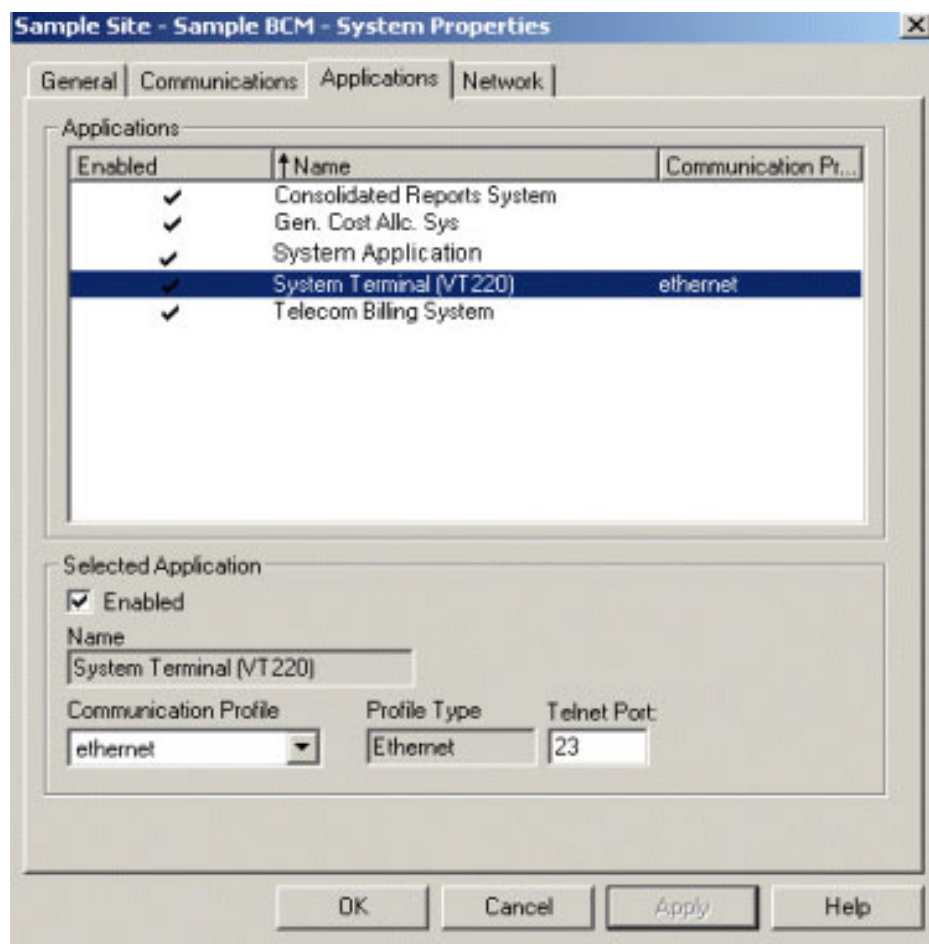 Sample Site - Sample BCM - System Properties
General Communications Applications Network
Applications
Enabled Name Communication Pr...
Consolidated Reports System
Gen. Cost Allc. Sys
System Application
System Terminal (VT220) ethernet
Telecom Billing System
Selected Application
Enabled
Name
System Terminal (VT220)
Communication Profile Profile Type Telnet Port:
ethernet Ethernet 23
OK Cancel Apply Help